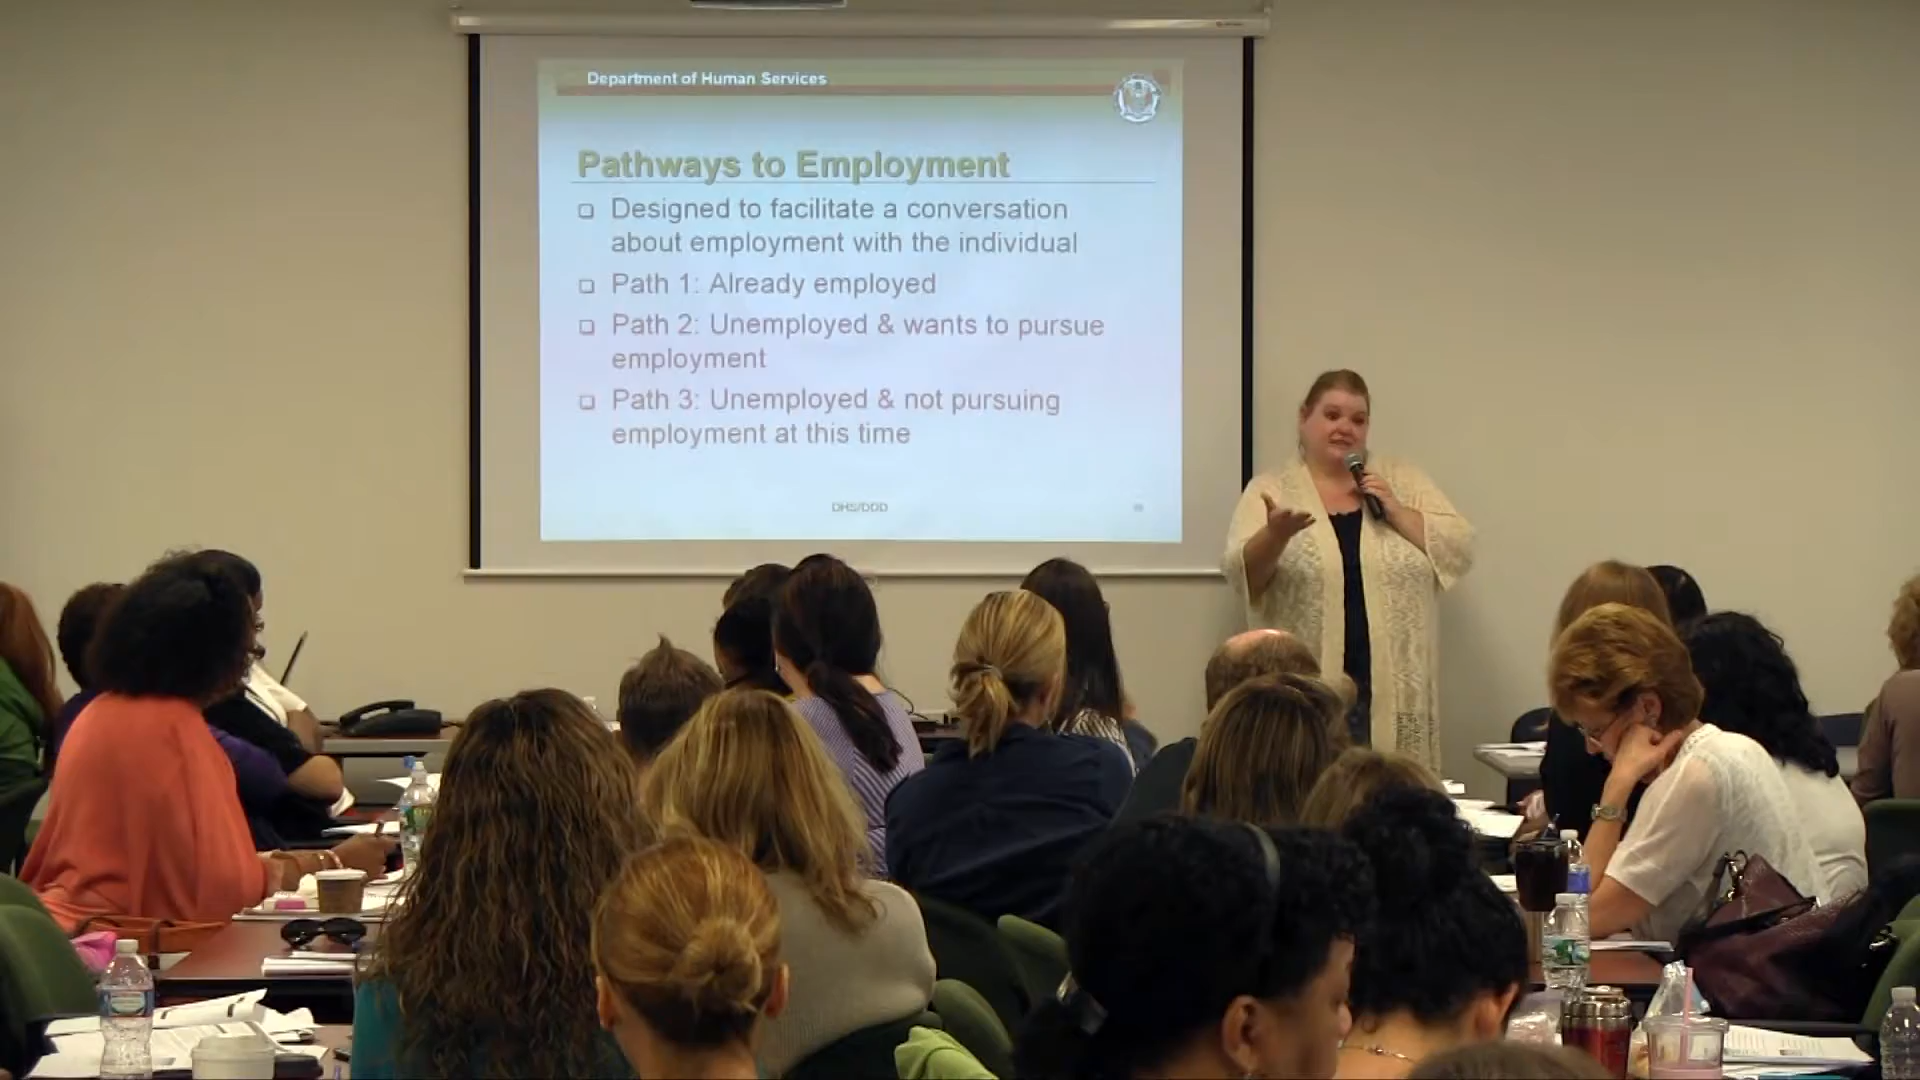 Department of Human Services
Pathways to Employment
Designed to facilitate a conversation
about employment with the individual
Path 1: Already employed
Path 2: Unemployed & wants to pursue
employment
Path 3: Unemployed & not pursuing
employment at this time
DHS/DDD